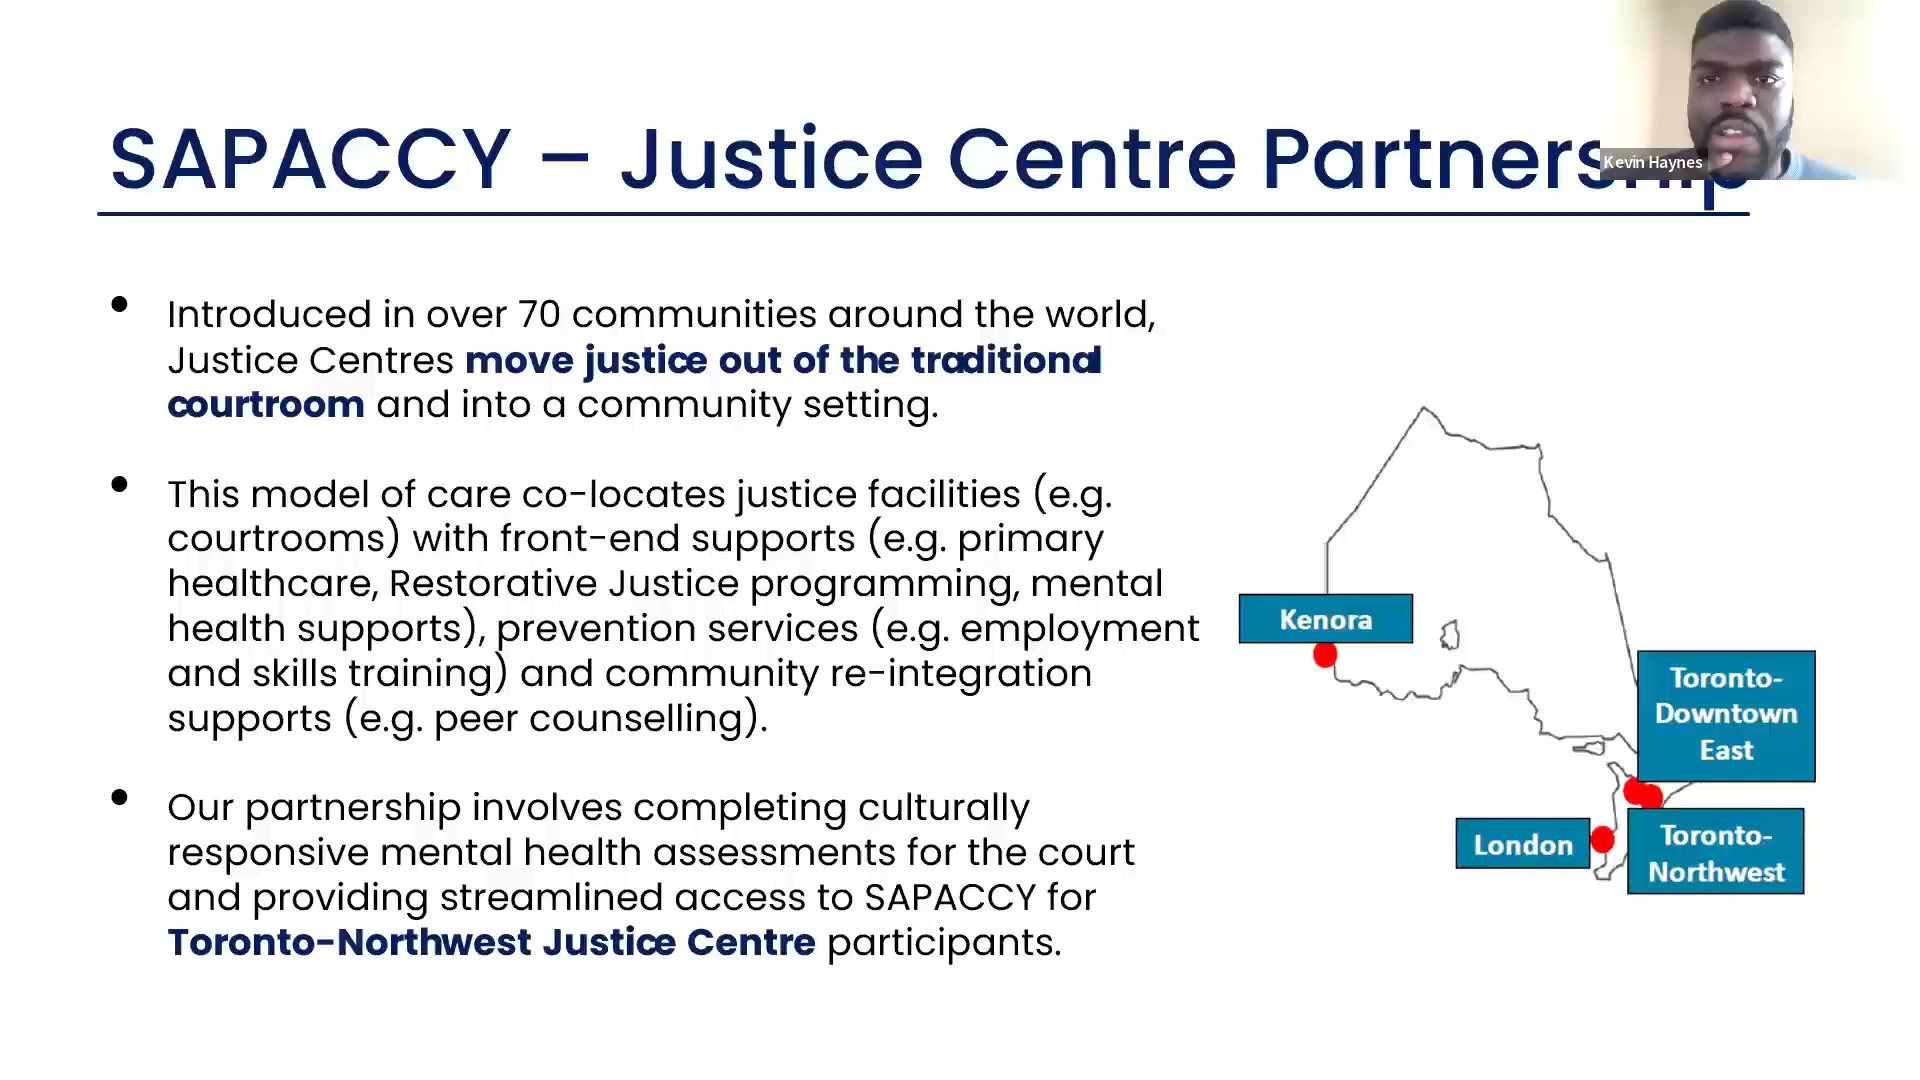 SAPACCY – Justice Centre Partnership
Kevin Haynes
• Introduced in over 70 communities around the world,
Justice Centres move justice out of the traditional
courtroom and into a community setting.
• This model of care co-locates justice facilities (e.g.
courtrooms) with front-end supports (e.g. primary
healthcare, Restorative Justice programming, mental
health supports), prevention services (e.g. employment
and skills training) and community re-integration
supports (e.g. peer counselling).
• Our partnership involves completing culturally
responsive mental health assessments for the court
and providing streamlined access to SAPACCY for
Toronto-Northwest Justice Centre participants.
Kenora
Toronto-
Downtown
East
London
Toronto-
Northwest